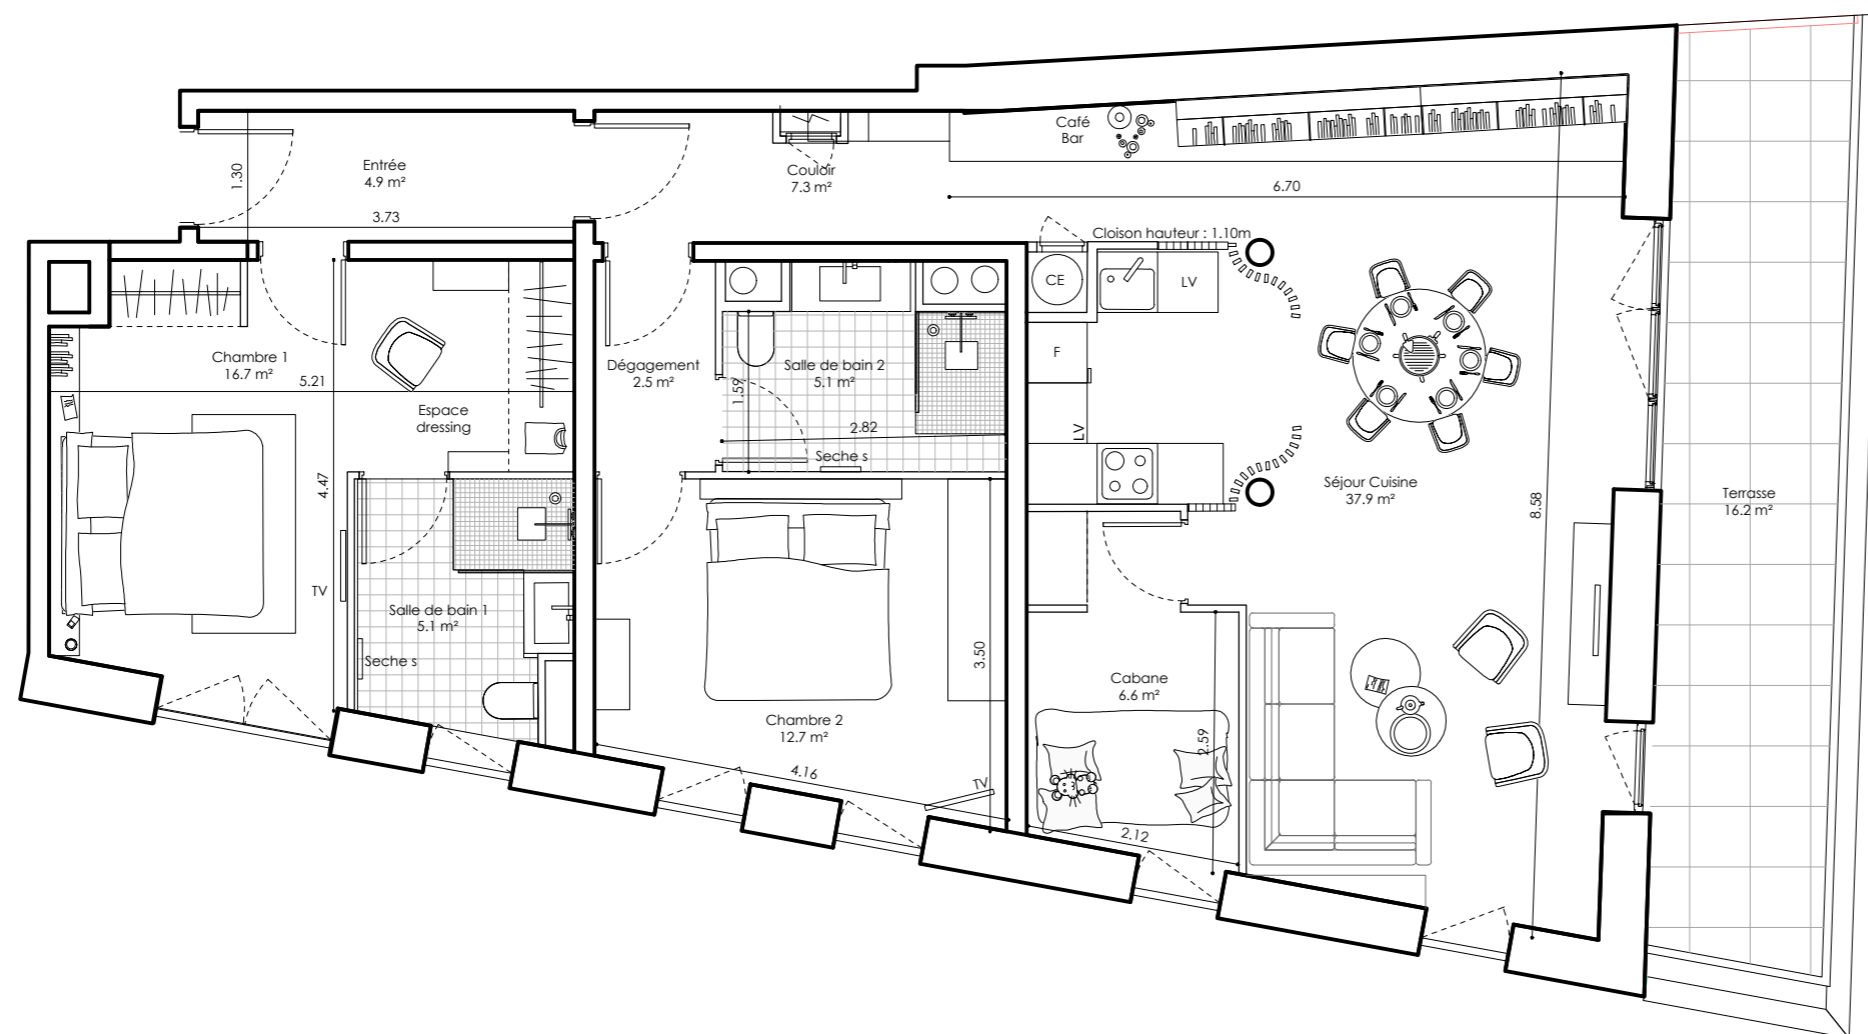 Café
Bar
Entrée
4.9 m²
1.30
Couloir
7.3 m²
6.70
3.73
Cloison hauteur : 1.10m
CE
LV
F
LV
Chambre 1
16.7 m²
5.21
Espace
dressing
4.47
Dégagement
2.5 m²
Salle de bain 2
5.1 m²
1.59
2.82
Seche s
Séjour Cuisine
37.9 m²
8.58
Terrasse
16.2 m²
TV
Salle de bain 1
5.1 m²
Seche s
3.50
Chambre 2
12.7 m²
4.16
TV
Cabane
6.6 m²
2.59
2.12